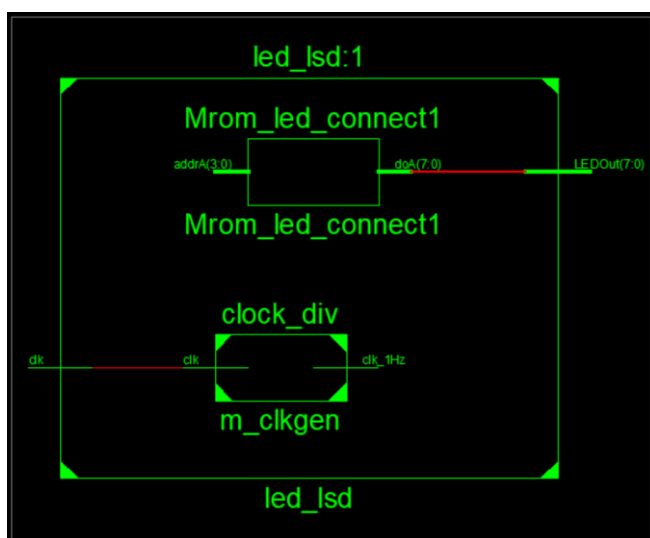 led_lsd:1
Mrom_led_connect1
addrA(3:0) doA(7:0) LEDOut(7:0)
Mrom_led_connect1
clock_div
clk clk clk_1Hz
m_clkgen
led_lsd